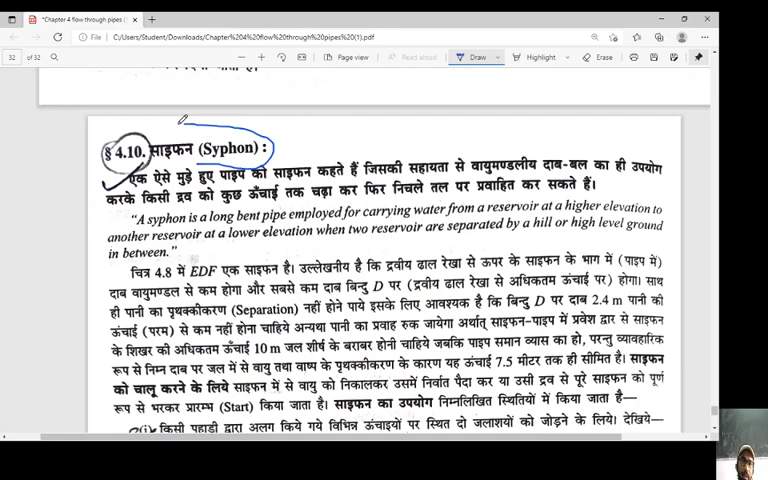 *Chapter 4 flow through pipes (
File
C:/Users/Student/Downloads/Chapter%204%20flow%20through%20pipes%20(1).pdf
32 of 32
Page view
Read aloud
Draw
Highlight
Erase
§ 4.10. साइफन (Syphon) :
एक ऐसे मुड़े हुए पाइप को साइफन कहते हैं जिसकी सहायता से वायुमण्डलीय दाब-बल का ही उपयोग
करके किसी द्रव को कुछ ऊँचाई तक चढ़ा कर फिर निचले तल पर प्रवाहित कर सकते हैं।
“A syphon is a long bent pipe employed for carrying water from a reservoir at a higher elevation to
another reservoir at a lower elevation when two reservoir are separated by a hill or high level ground
in between.”
चित्र 4.8 में EDF एक साइफन है। उल्लेखनीय है कि द्रवीय ढाल रेखा से ऊपर के साइफन के भाग में (पाइप में)
दाब वायुमण्डल से कम होगा और सबसे कम दाब बिन्दु D पर (द्रवीय ढाल रेखा से अधिकतम ऊंचाई पर) होगा। साथ
ही पानी का पृथक्कीकरण (Separation) नहीं होने पाये इसके लिए आवश्यक है कि बिन्दु D पर दाब 2.4 m पानी की
ऊंचाई (परम) से कम नहीं होना चाहिये अन्यथा पानी का प्रवाह रुक जायेगा अर्थात् साइफन-पाइप में प्रवेश द्वार से साइफन
के शिखर की अधिकतम ऊँचाई 10 m जल शीर्ष के बराबर होनी चाहिये जबकि पाइप समान व्यास का हो, परन्तु व्यावहारिक
रूप से निम्न दाब पर जल में से वायु तथा वाष्प के पृथक्कीकरण के कारण यह ऊंचाई 7.5 मीटर तक ही सीमित है। साइफन
को चालू करने के लिये साइफन में से वायु को निकालकर उसमें निर्वात पैदा कर या उसी द्रव से पूरे साइफन को पूर्ण
रूप से भरकर प्रारम्भ (Start) किया जाता है। साइफन का उपयोग निम्नलिखित स्थितियों में किया जाता है—
(i) किसी पहाड़ी द्वारा अलग किये गये विभिन्न ऊंचाइयों पर स्थित दो जलाशयों को जोड़ने के लिये। देखिये—